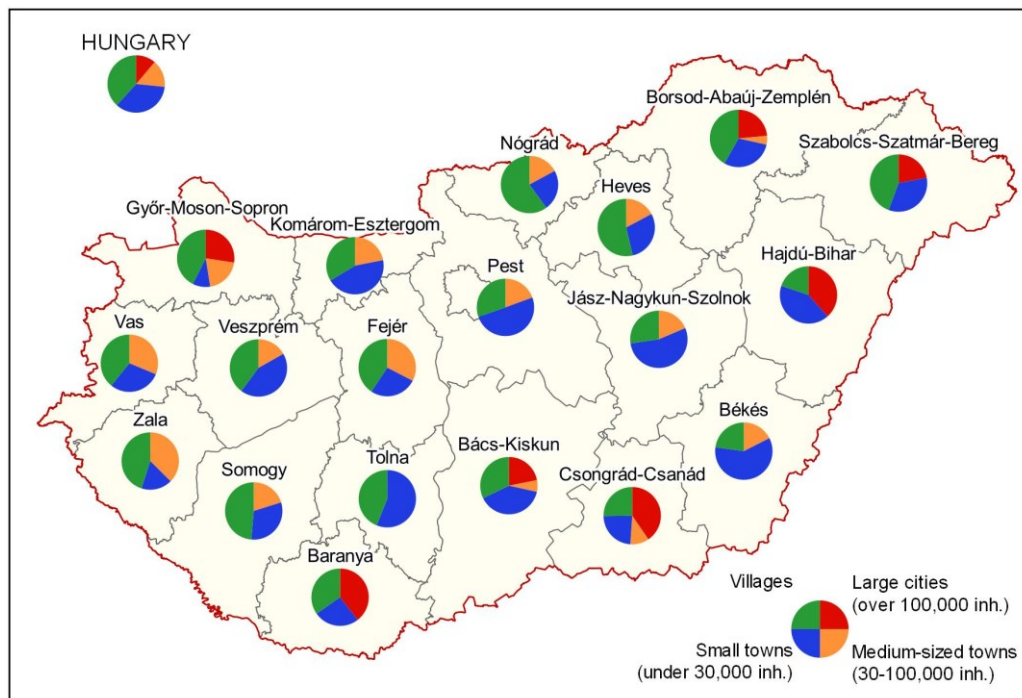 HUNGARY
Borsod-Abaúj-Zemplén
Nógrád
Szabolcs-Szatmár-Bereg
Heves
Győr-Moson-Sopron
Komárom-Esztergom
Hajdú-Bihar
Pest
Jász-Nagykun-Szolnok
Vas
Veszprém
Fejér
Zala
Békés
Bács-Kiskun
Tolna
Somogy
Csongrád-Csanád
Baranya
Villages
Large cities
(over 100,000 inh.)
Small towns
(under 30,000 inh.)
Medium-sized towns
(30-100,000 inh.)